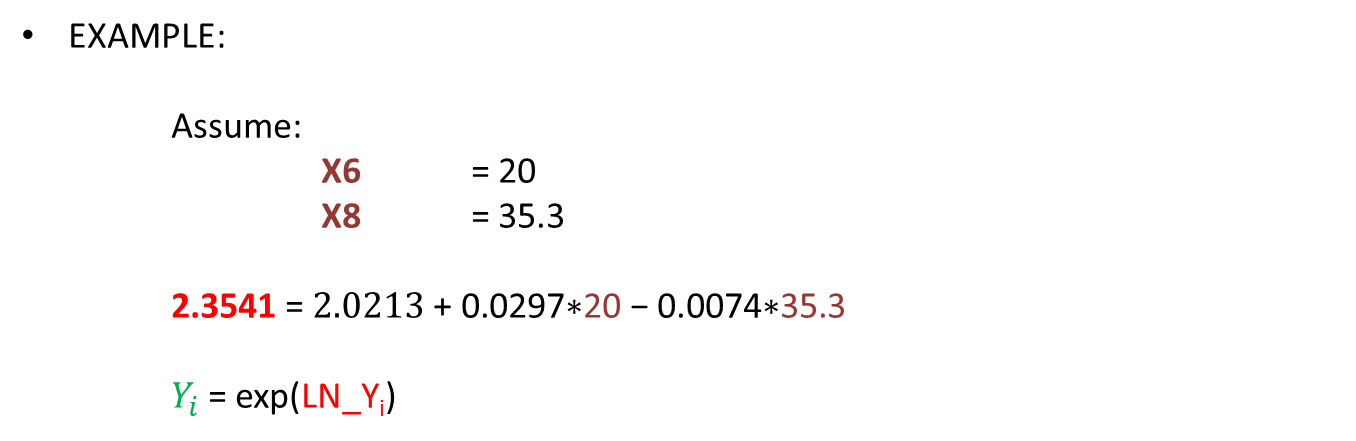 • EXAMPLE:
Assume:
X6 = 20
X8 = 35.3
2.3541 = 2.0213 + 0.0297*20 – 0.0074*35.3
Yᵢ = exp(LN_Yᵢ)